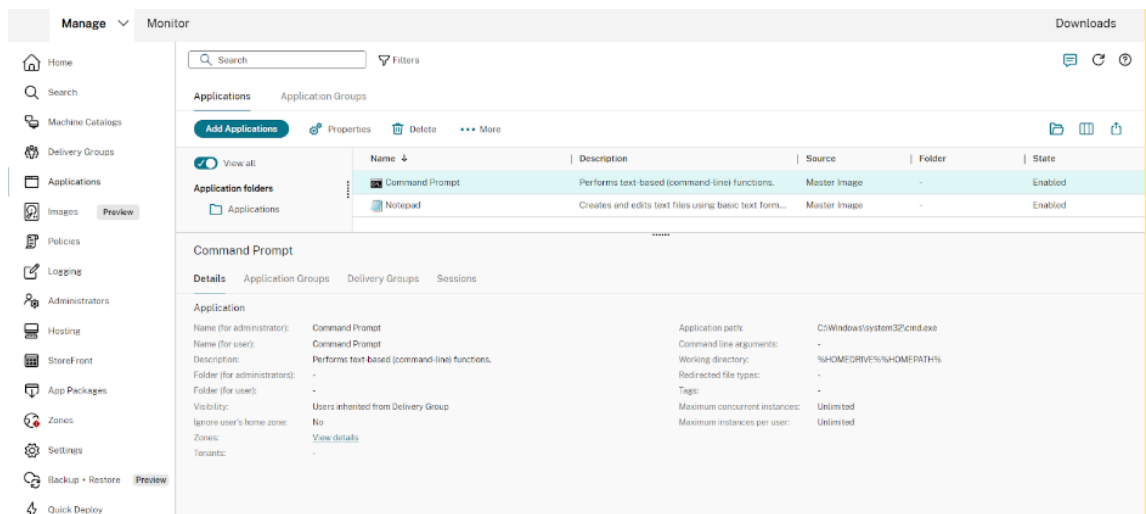 Manage Monitor Downloads
Home
Search
Machine Catalogs
Delivery Groups
Applications
Images Preview
Policies
Logging
Administrators
Hosting
StoreFront
App Packages
Zones
Settings
Backup + Restore Preview
Quick Deploy
Search Filters
Applications Application Groups
Add Applications Properties Delete More
View all
Application folders
Applications
Name ↓ Description Source Folder State
Command Prompt Performs text-based (command-line) functions. Master Image - Enabled
Notepad Creates and edits text files using basic text form... Master Image - Enabled
Command Prompt
Details Application Groups Delivery Groups Sessions
Application
Name (for administrator): Command Prompt
Name (for user): Command Prompt
Description: Performs text-based (command-line) functions.
Folder (for administrators): -
Folder (for user): -
Visibility: Users inherited from Delivery Group
Ignore user's home zone: No
Zones: View details
Tenants: -
Application path: C:\Windows\system32\cmd.exe
Command line arguments: -
Working directory: %HOMEDRIVE%%HOMEPATH%
Redirected file types: -
Tags: -
Maximum concurrent instances: Unlimited
Maximum instances per user: Unlimited